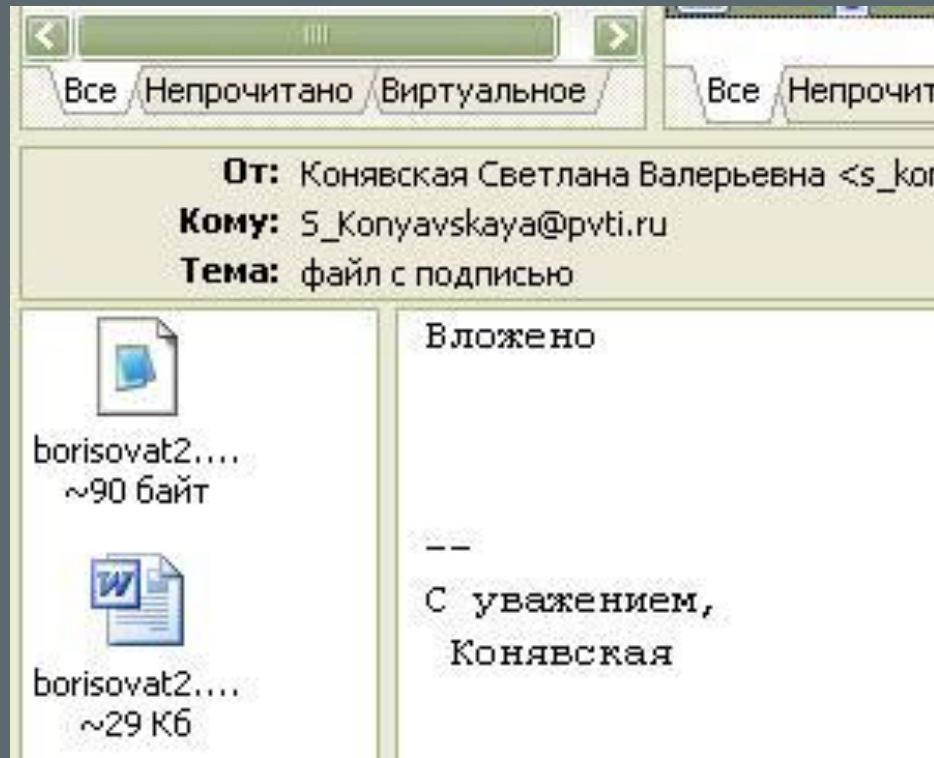 Все Непрочитано Виртуальное Все
От: Конявская Светлана Валерьевна
Кому: S_Konyavskaya@pvti.ru
Тема: файл с подписью
Вложено
borisovat2....
~90 байт
--
С уважением,
Конявская
borisovat2....
~29 Кб